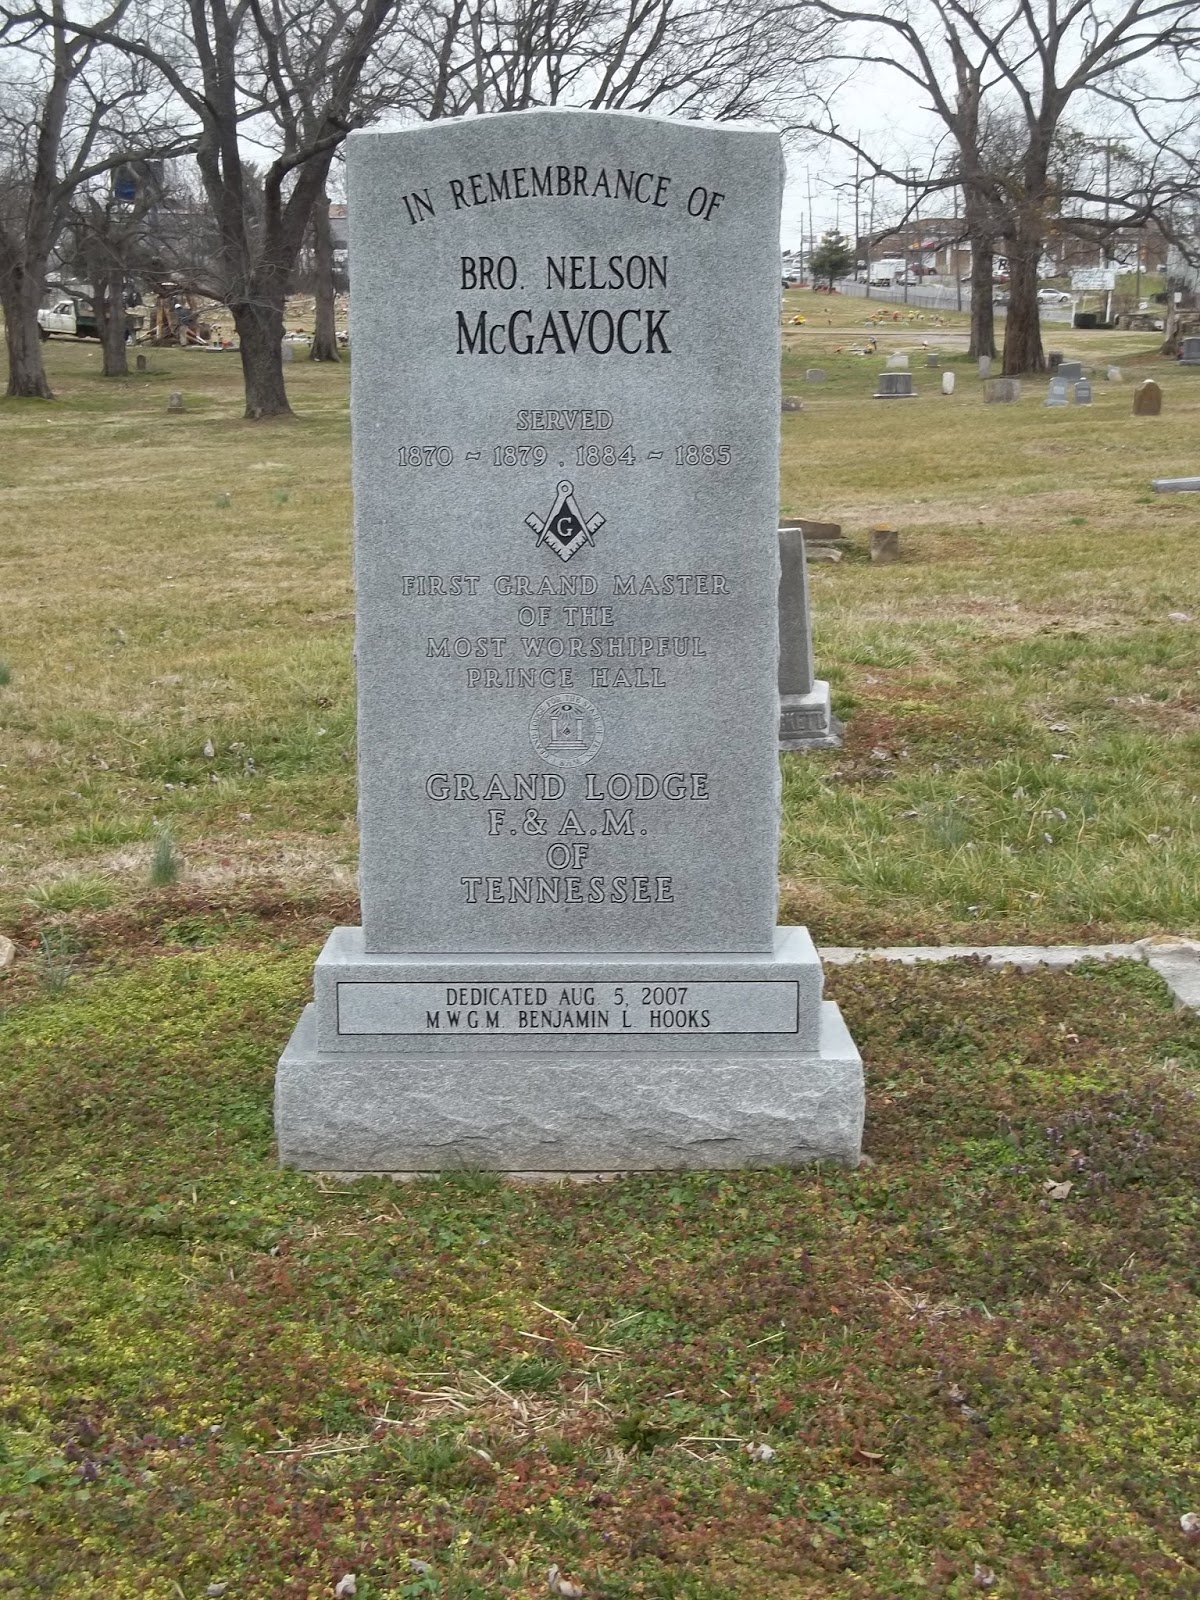 IN REMEMBRANCE OF
BRO. NELSON
McGAVOCK
SERVED
1870 ~ 1879 , 1884 ~ 1885
G
FIRST GRAND MASTER
OF THE
MOST WORSHIPFUL
PRINCE HALL
GRAND LODGE
F. & A.M.
OF
TENNESSEE
DEDICATED AUG. 5, 2007
M.W.G.M. BENJAMIN L. HOOKS